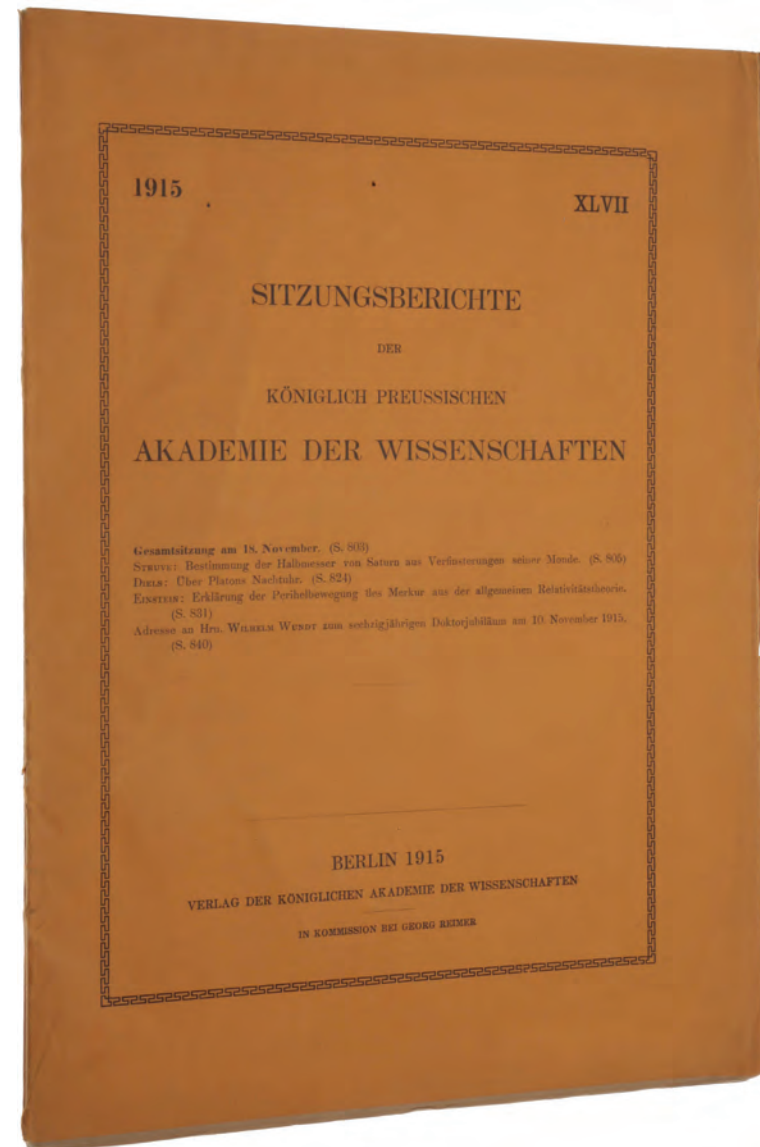 1915
XLVII
SITZUNGSBERICHTE
DER
KÖNIGLICH PREUSSISCHEN
AKADEMIE DER WISSENSCHAFTEN
Gesamtsitzung am 18. November. (S. 803)
STRUVE: Bestimmung der Halbmesser von Saturn aus Verfinsterungen seiner Monde. (S. 805)
DIELS: Über Platons Nachtuhr. (S. 824)
EINSTEIN: Erklärung der Perihelbewegung des Merkur aus der allgemeinen Relativitätstheorie.
(S. 831)
Adresse an Hrn. WILHELM WUNDT zum sechzigjährigen Doktorjubiläum am 10. November 1915.
(S. 840)
BERLIN 1915
VERLAG DER KÖNIGLICHEN AKADEMIE DER WISSENSCHAFTEN
IN KOMMISSION BEI GEORG REIMER